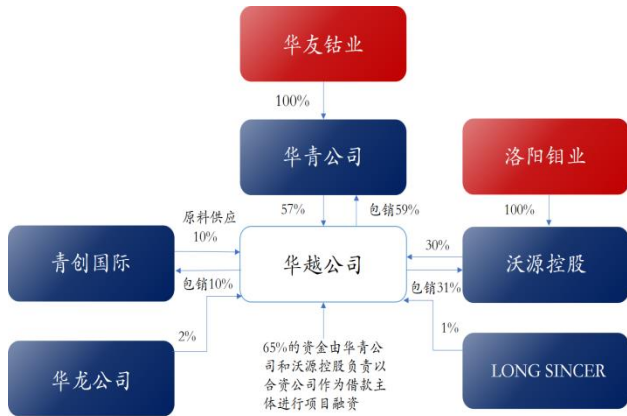 华友钴业
100%
华青公司
洛阳钼业
57%
包销59%
100%
原料供应
10%
30%
青创国际
华越公司
沃源控股
包销10%
包销31%
2%
1%
华龙公司
65%的资金由华青公
司和沃源控股负责以
合资公司作为借款主
体进行项目融资
LONG SINCER